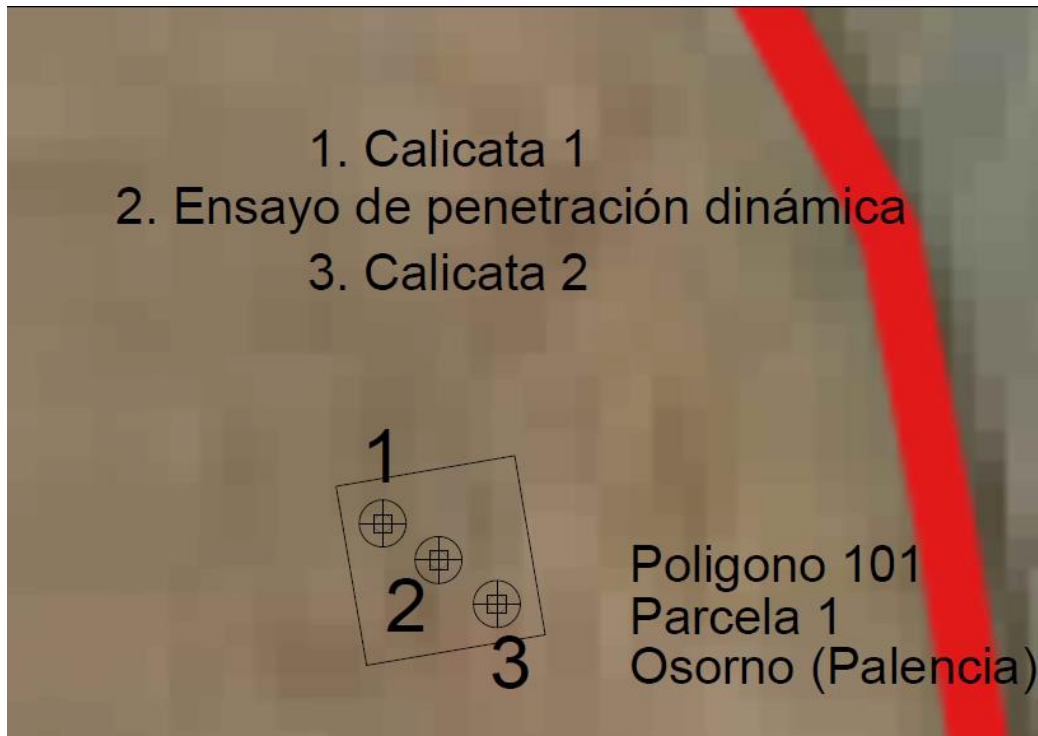 1. Calicata 1
2. Ensayo de penetración dinámica
3. Calicata 2
1
2
3
Poligono 101
Parcela 1
Osorno (Palencia)